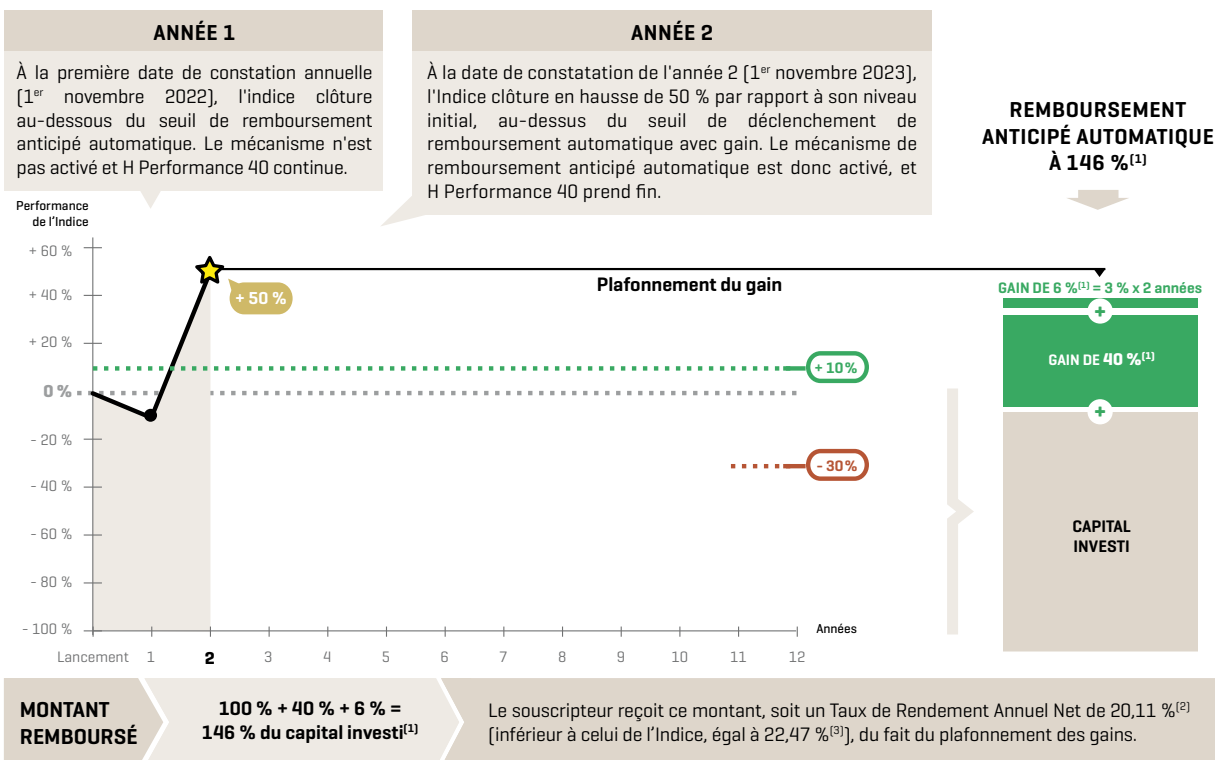 ANNÉE 1
À la première date de constation annuelle
(1er novembre 2022), l'indice clôture
au-dessous du seuil de remboursement
anticipé automatique. Le mécanisme n'est
pas activé et H Performance 40 continue.
ANNÉE 2
À la date de constatation de l'année 2 (1er novembre 2023),
l'Indice clôture en hausse de 50 % par rapport à son niveau
initial, au-dessus du seuil de déclenchement de
remboursement automatique avec gain. Le mécanisme de
remboursement anticipé automatique est donc activé, et
H Performance 40 prend fin.
REMBOURSEMENT
ANTICIPÉ AUTOMATIQUE
À 146 %(1)
Performance
de l'Indice
+ 60 %
+ 40 %
+ 20 %
0 %
- 20 %
- 40 %
- 60 %
- 80 %
- 100 %
+ 50 %
Plafonnement du gain
+ 10%
- 30%
Lancement 1 2 3 4 5 6 7 8 9 10 11 12
Années
GAIN DE 6 %(1) = 3 % x 2 années
+
GAIN DE 40 %(1)
+
CAPITAL
INVESTI
MONTANT
REMBOURSÉ
100 % + 40 % + 6 % =
146 % du capital investi(1)
Le souscripteur reçoit ce montant, soit un Taux de Rendement Annuel Net de 20,11 %(2)
(inférieur à celui de l'Indice, égal à 22,47 %(3)), du fait du plafonnement des gains.